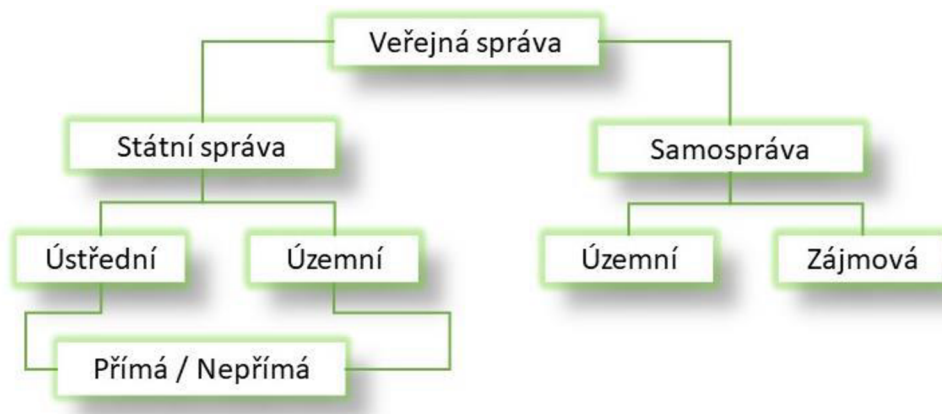 Veřejná správa
Státní správa
Samospráva
Ústřední
Územní
Územní
Zájmová
Přímá / Nepřímá